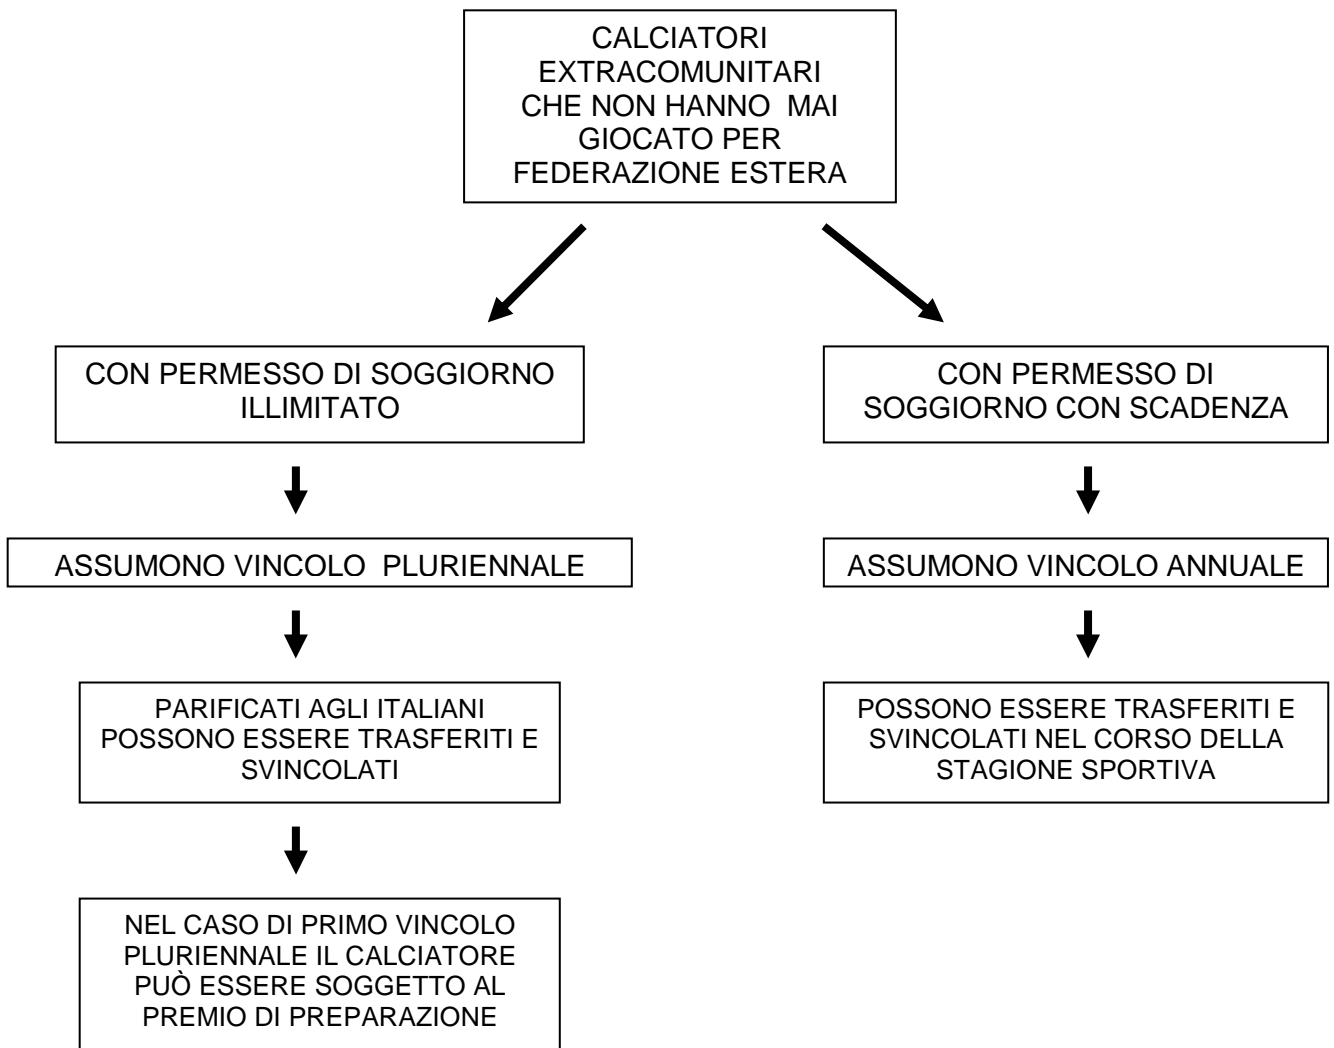 CALCIATORI
EXTRACOMUNITARI
CHE NON HANNO MAI
GIOCATO PER
FEDERAZIONE ESTERA
CON PERMESSO DI SOGGIORNO
ILLIMITATO
CON PERMESSO DI
SOGGIORNO CON SCADENZA
ASSUMONO VINCOLO PLURIENNALE
ASSUMONO VINCOLO ANNUALE
PARIFICATI AGLI ITALIANI
POSSONO ESSERE TRASFERITI E
SVINCOLATI
POSSONO ESSERE TRASFERITI E
SVINCOLATI NEL CORSO DELLA
STAGIONE SPORTIVA
NEL CASO DI PRIMO VINCOLO
PLURIENNALE IL CALCIATORE
PUÒ ESSERE SOGGETTO AL
PREMIO DI PREPARAZIONE